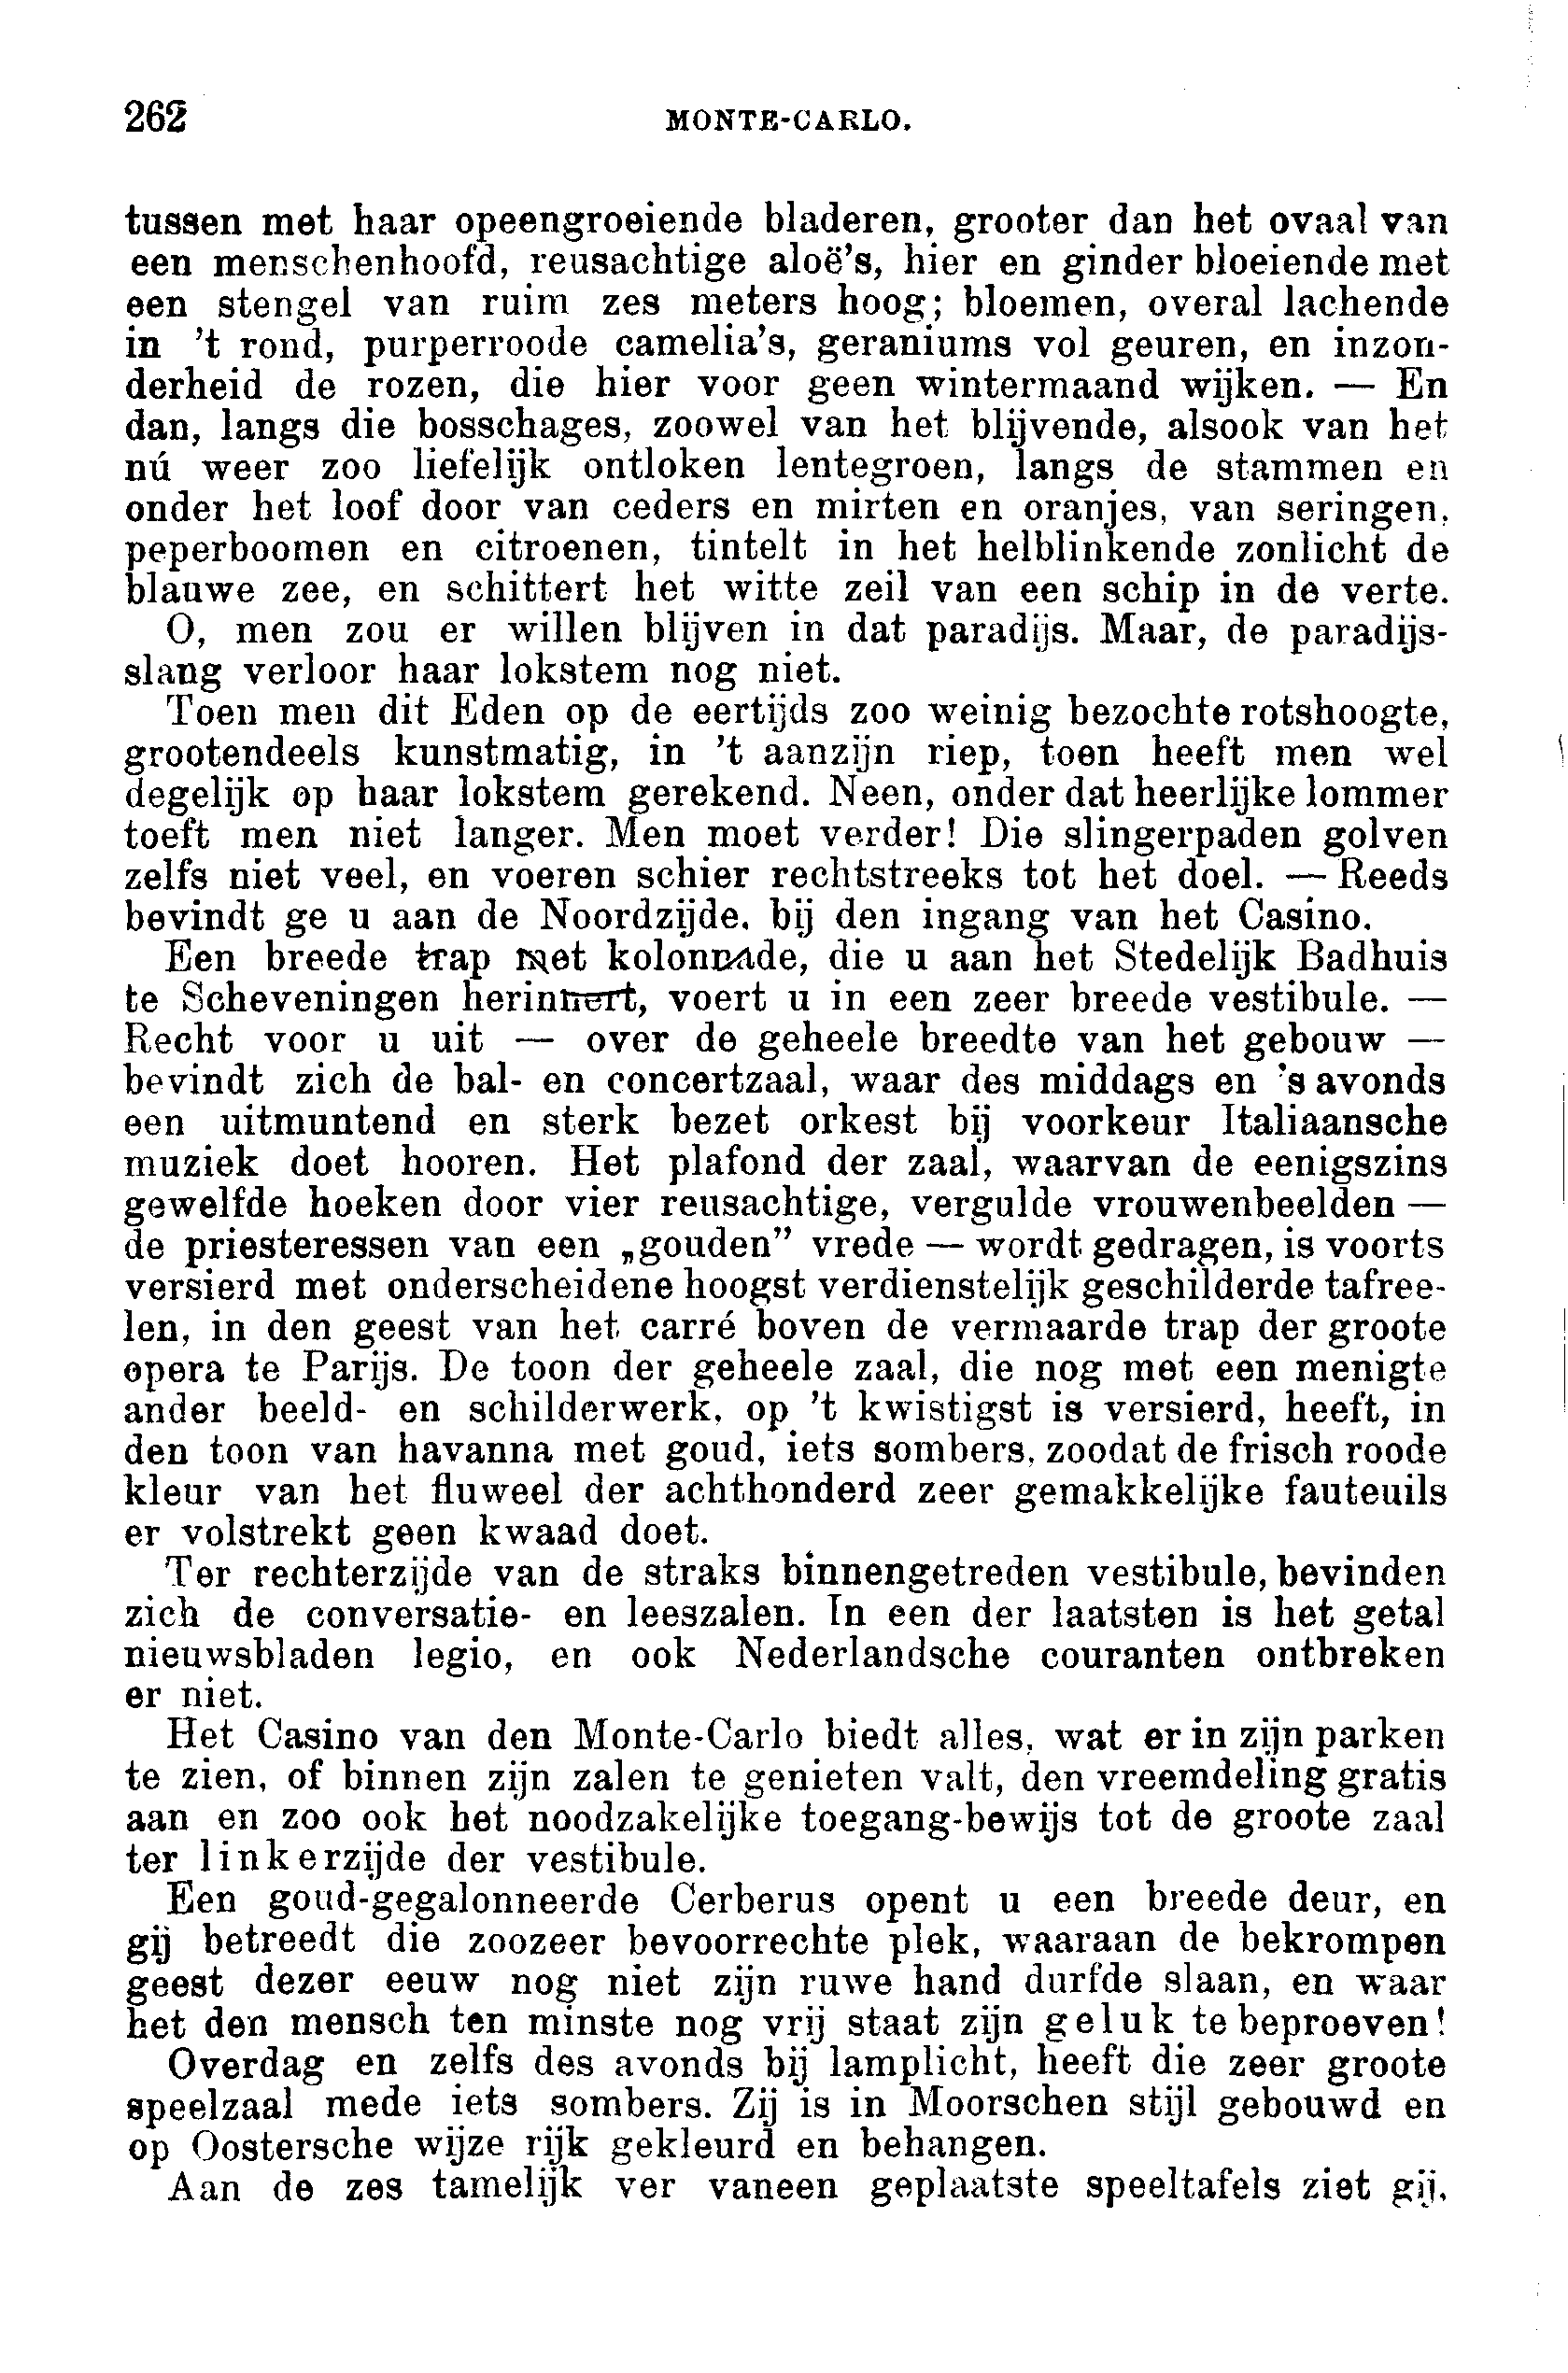 262 MONTE-CARLO.
tussen met haar opeengroeiende bladeren, grooter dan het ovaal van
een menschenhoofd, reusachtige aloë's, hier en ginder bloeiende met
een stengel van ruim zes meters hoog; bloemen, overal lachende
in 't rond, purperroode camelia's, geraniums vol geuren, en inzon-
derheid de rozen, die hier voor geen wintermaand wijken. — En
dan, langs die bosschages, zoowel van het blijvende, alsook van het
nú weer zoo liefelijk ontloken lentegroen, langs de stammen en
onder het loof door van ceders en mirten en oranjes, van seringen,
peperboomen en citroenen, tintelt in het helblinkende zonlicht de
blauwe zee, en schittert het witte zeil van een schip in de verte.
O, men zou er willen blijven in dat paradijs. Maar, de paradijs-
slang verloor haar lokstem nog niet.
Toen men dit Eden op de eertijds zoo weinig bezochte rotshoogte,
grootendeels kunstmatig, in 't aanzijn riep, toen heeft men wel
degelijk op haar lokstem gerekend. Neen, onder dat heerlijke lommer
toeft men niet langer. Men moet verder! Die slingerpaden golven
zelfs niet veel, en voeren schier rechtstreeks tot het doel. — Reeds
bevindt ge u aan de Noordzijde, bij den ingang van het Casino.
Een breede trap met kolonnade, die u aan het Stedelijk Badhuis
te Scheveningen herinnert, voert u in een zeer breede vestibule. —
Recht voor u uit — over de geheele breedte van het gebouw —
bevindt zich de bal- en concertzaal, waar des middags en 's avonds
een uitmuntend en sterk bezet orkest bij voorkeur Italiaansche
muziek doet hooren. Het plafond der zaal, waarvan de eenigszins
gewelfde hoeken door vier reusachtige, vergulde vrouwenbeelden —
de priesteressen van een „gouden” vrede — wordt gedragen, is voorts
versierd met onderscheidene hoogst verdienstelijk geschilderde tafree-
len, in den geest van het carré boven de vermaarde trap der groote
opera te Parijs. De toon der geheele zaal, die nog met een menigte
ander beeld- en schilderwerk, op 't kwistigst is versierd, heeft, in
den toon van havanna met goud, iets sombers, zoodat de frisch roode
kleur van het fluweel der achthonderd zeer gemakkelijke fauteuils
er volstrekt geen kwaad doet.
Ter rechterzijde van de straks binnengetreden vestibule, bevinden
zich de conversatie- en leeszalen. In een der laatsten is het getal
nieuwsbladen legio, en ook Nederlandsche couranten ontbreken
er niet.
Het Casino van den Monte-Carlo biedt alles, wat er in zijn parken
te zien, of binnen zijn zalen te genieten valt, den vreemdeling gratis
aan en zoo ook het noodzakelijke toegang-bewijs tot de groote zaal
ter linkerzijde der vestibule.
Een goud-gegalonneerde Cerberus opent u een breede deur, en
gij betreedt die zoozeer bevoorrechte plek, waaraan de bekrompen
geest dezer eeuw nog niet zijn ruwe hand durfde slaan, en waar
het den mensch ten minste nog vrij staat zijn geluk te beproeven!
Overdag en zelfs des avonds bij lamplicht, heeft die zeer groote
speelzaal mede iets sombers. Zij is in Moorschen stijl gebouwd en
op Oostersche wijze rijk gekleurd en behangen.
Aan de zes tamelijk ver vaneen geplaatste speeltafels ziet gij,